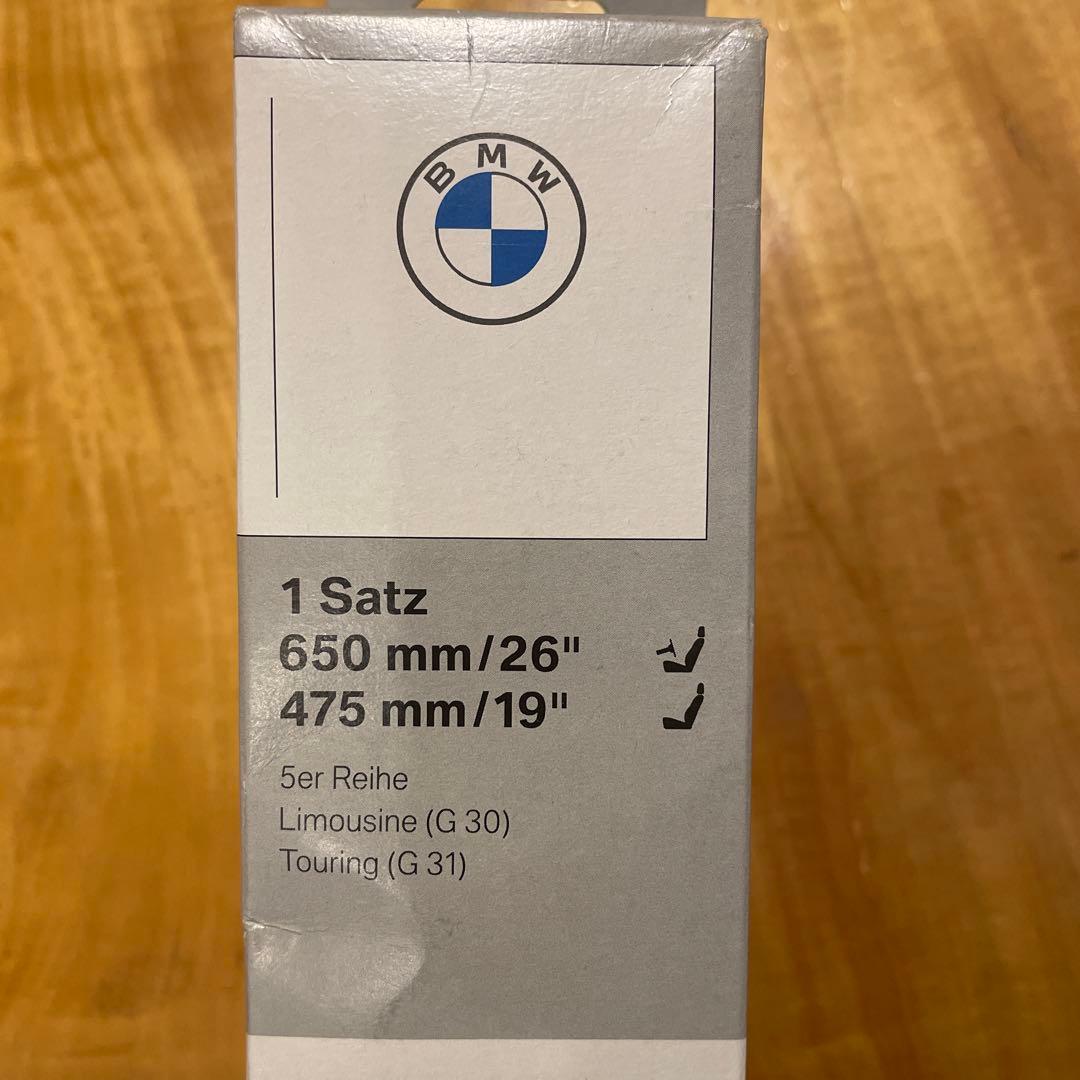 BMW
1 Satz
650 mm/26"
475 mm/19"
5er Reihe
Limousine (G 30)
Touring (G 31)